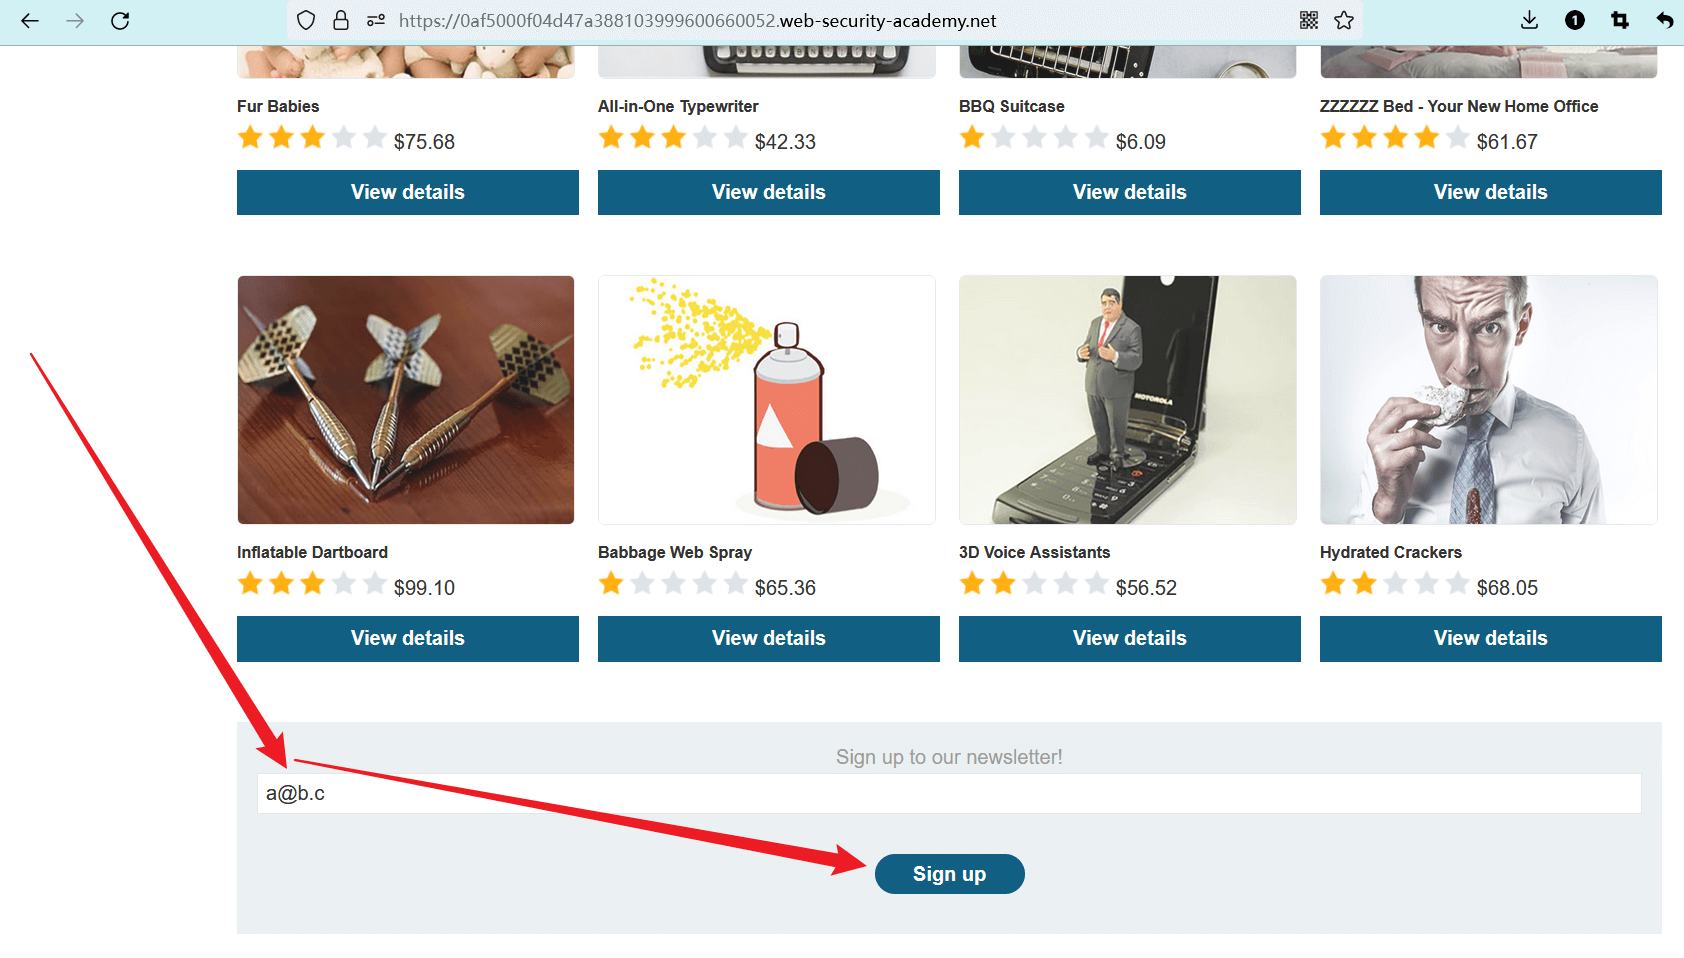 https://0af5000f04d47a388103999600660052.web-security-academy.net
1
Fur Babies
All-in-One Typewriter
BBQ Suitcase
ZZZZZZ Bed - Your New Home Office
$75.68
$42.33
$6.09
$61.67
View details
View details
View details
View details
MOTOROLA
Inflatable Dartboard
Babbage Web Spray
3D Voice Assistants
Hydrated Crackers
$99.10
$65.36
$56.52
$68.05
View details
View details
View details
View details
Sign up to our newsletter!
a@b.c
Sign up